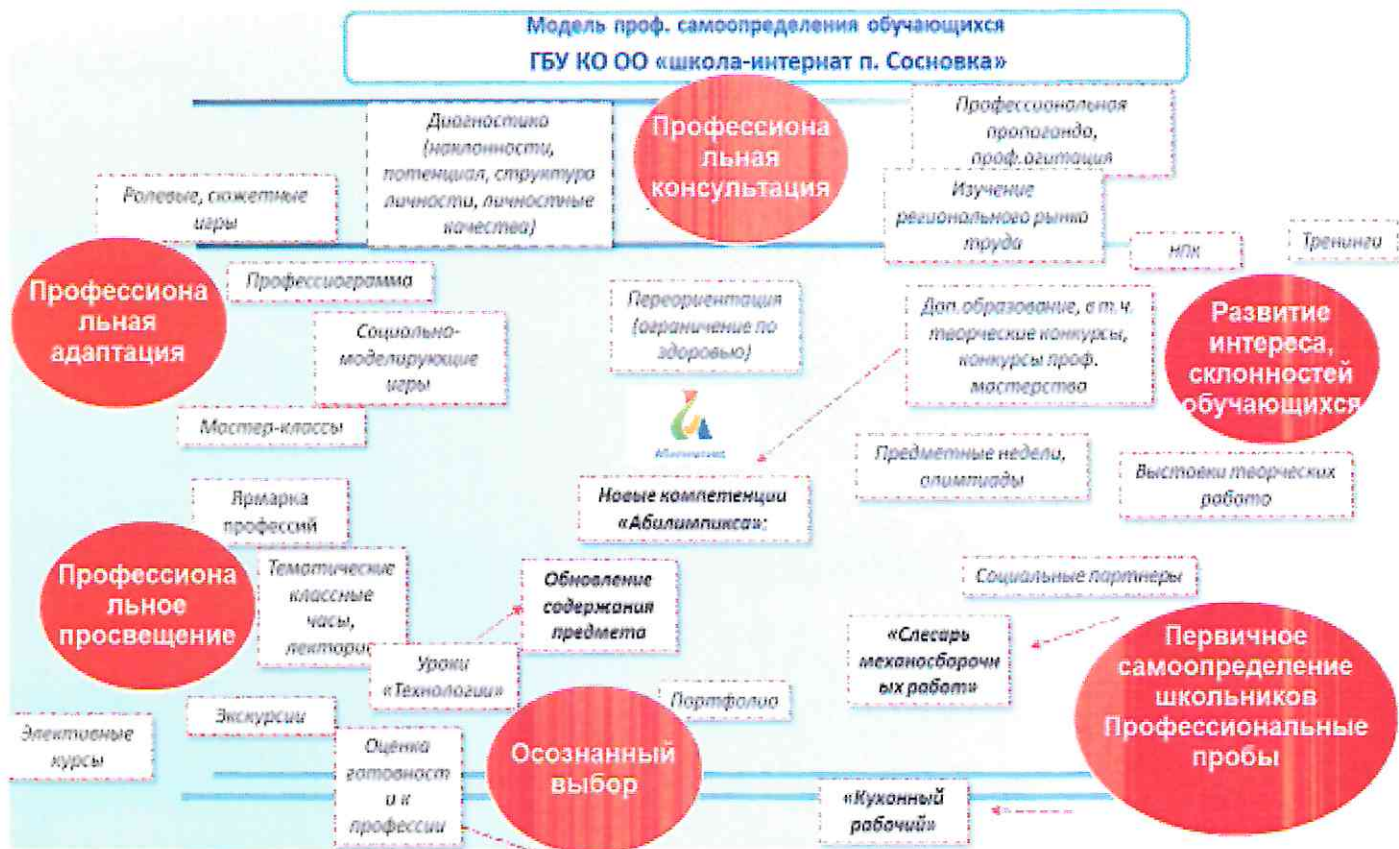 Модель проф. самоопределения обучающихся
ГБУ КО ОО «школа-интернат п. Сосновка»
Диагностика
(наклонности,
потенциал, структура
личности, личностные
качества)
Профессиона
льная
консультация
Профессиональная
пропаганда,
проф.агитация
Ролевые, сюжетные
игры
Изучение
регионального рынка
труда
НПК
Тренинги
Профессиона
льная
адаптация
Профессиограмма
Социально-
моделирующие
игры
Мастер-классы
Переориентация
(ограничение по
здоровью)
Доп. образование, в т. ч.
творческие конкурсы,
конкурсы проф.
мастерства
Развитие
интереса,
склонностей
обучающихся
Абилимпикс
Новые компетенции
«Абилимпикса»:
Предметные недели,
олимпиады
Выставки творческих
работа
Ярмарка
профессий
Профессиона
льное
просвещение
Тематические
классные
часы,
лектории
Уроки
«Технологии»
Обновление
содержания
предмета
Социальные партнеры
«Слесарь
механосборочн
ых работ»
Первичное
самоопределение
школьников
Профессиональные
пробы
Экскурсии
Элективные
курсы
Оценка
готовност
и к
профессии
Осознанный
выбор
Портфолио
«Кухонный
рабочий»